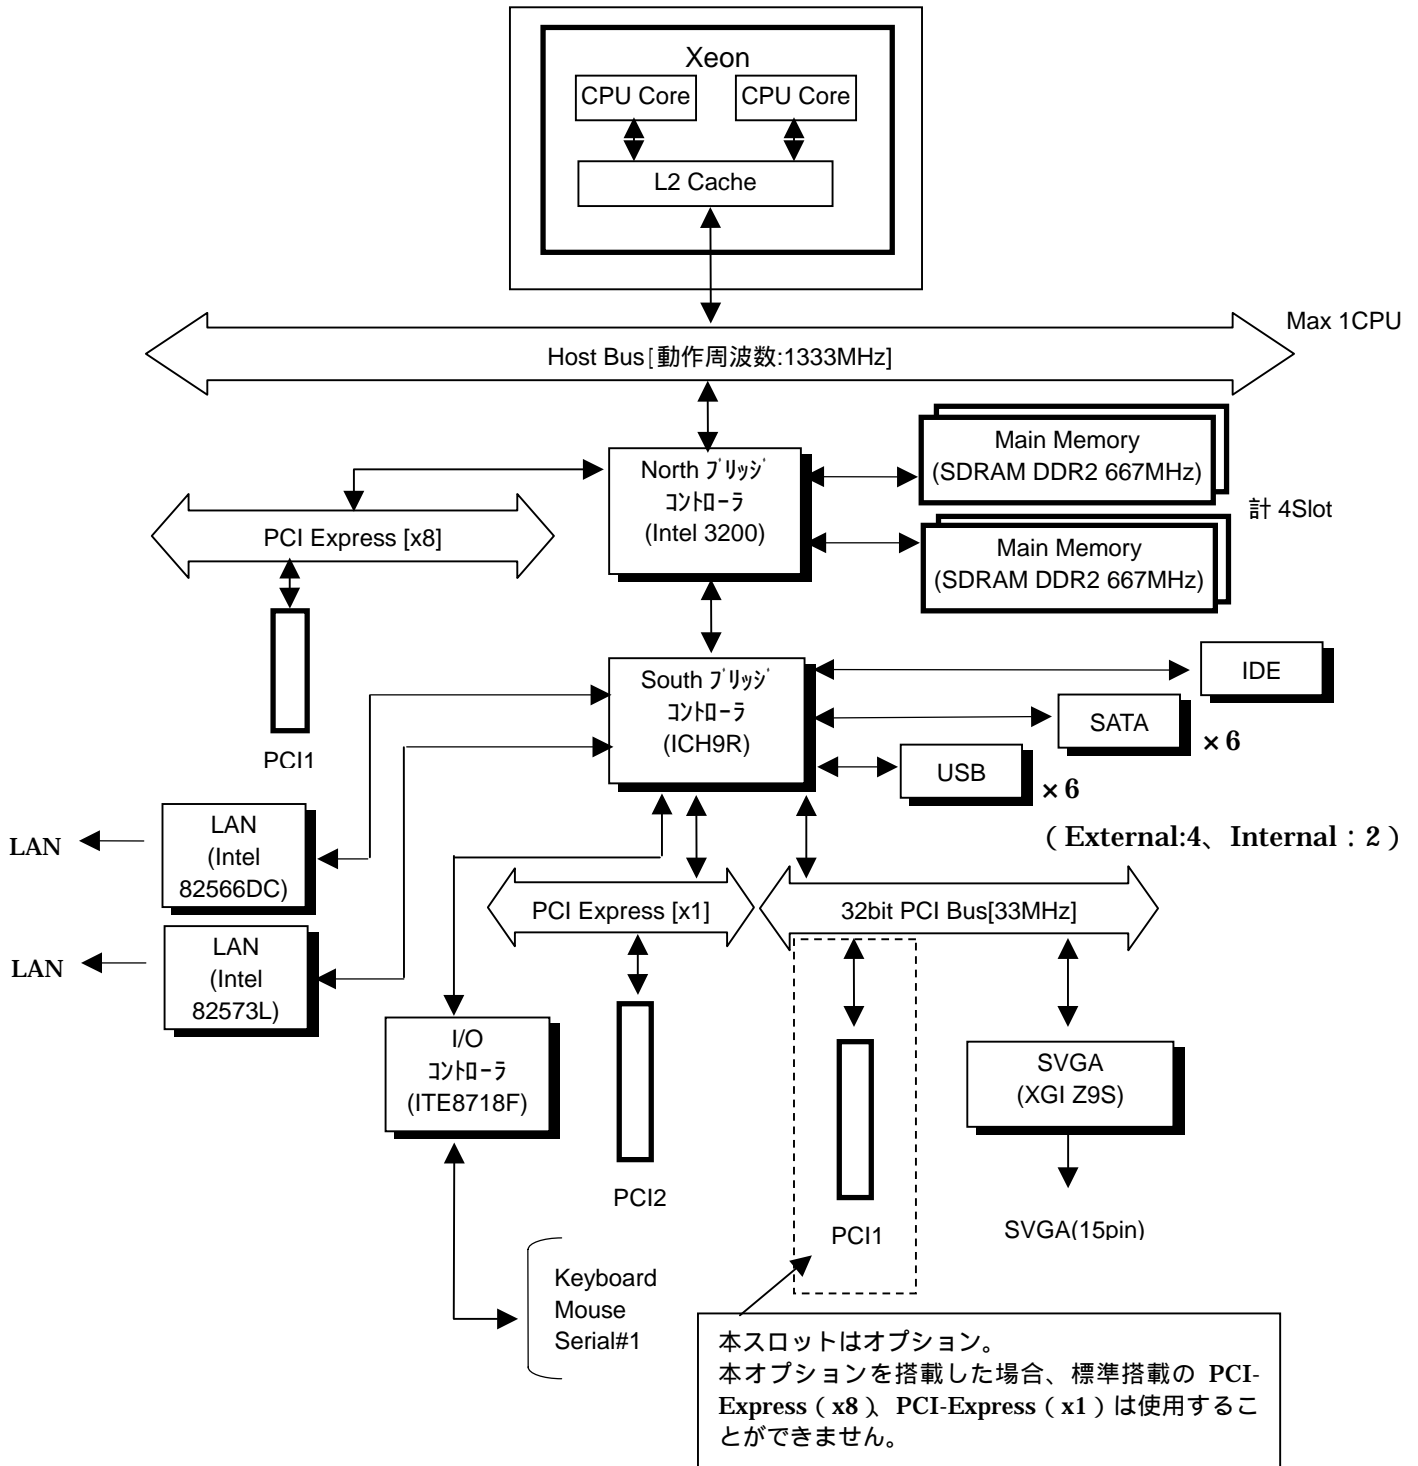 Xeon
CPU Core
CPU Core
L2 Cache
Max 1CPU
Host Bus[動作周波数:1333MHz]
North ﾌﾞﾘｯｼﾞ
ｺﾝﾄﾛｰﾗ
(Intel 3200)
Main Memory
(SDRAM DDR2 667MHz)
計 4Slot
Main Memory
(SDRAM DDR2 667MHz)
PCI Express [x8]
PCI1
South ﾌﾞﾘｯｼﾞ
ｺﾝﾄﾛｰﾗ
(ICH9R)
IDE
SATA
×6
USB
×6
（External:4、Internal：2）
LAN
LAN
(Intel
82566DC)
LAN
LAN
(Intel
82573L)
PCI Express [x1]
32bit PCI Bus[33MHz]
I/O
ｺﾝﾄﾛｰﾗ
(ITE8718F)
PCI2
PCI1
SVGA
(XGI Z9S)
SVGA(15pin)
Keyboard
Mouse
Serial#1
本スロットはオプション。
本オプションを搭載した場合、標準搭載の PCI-
Express（x8）、PCI-Express（x1）は使用するこ
とができません。